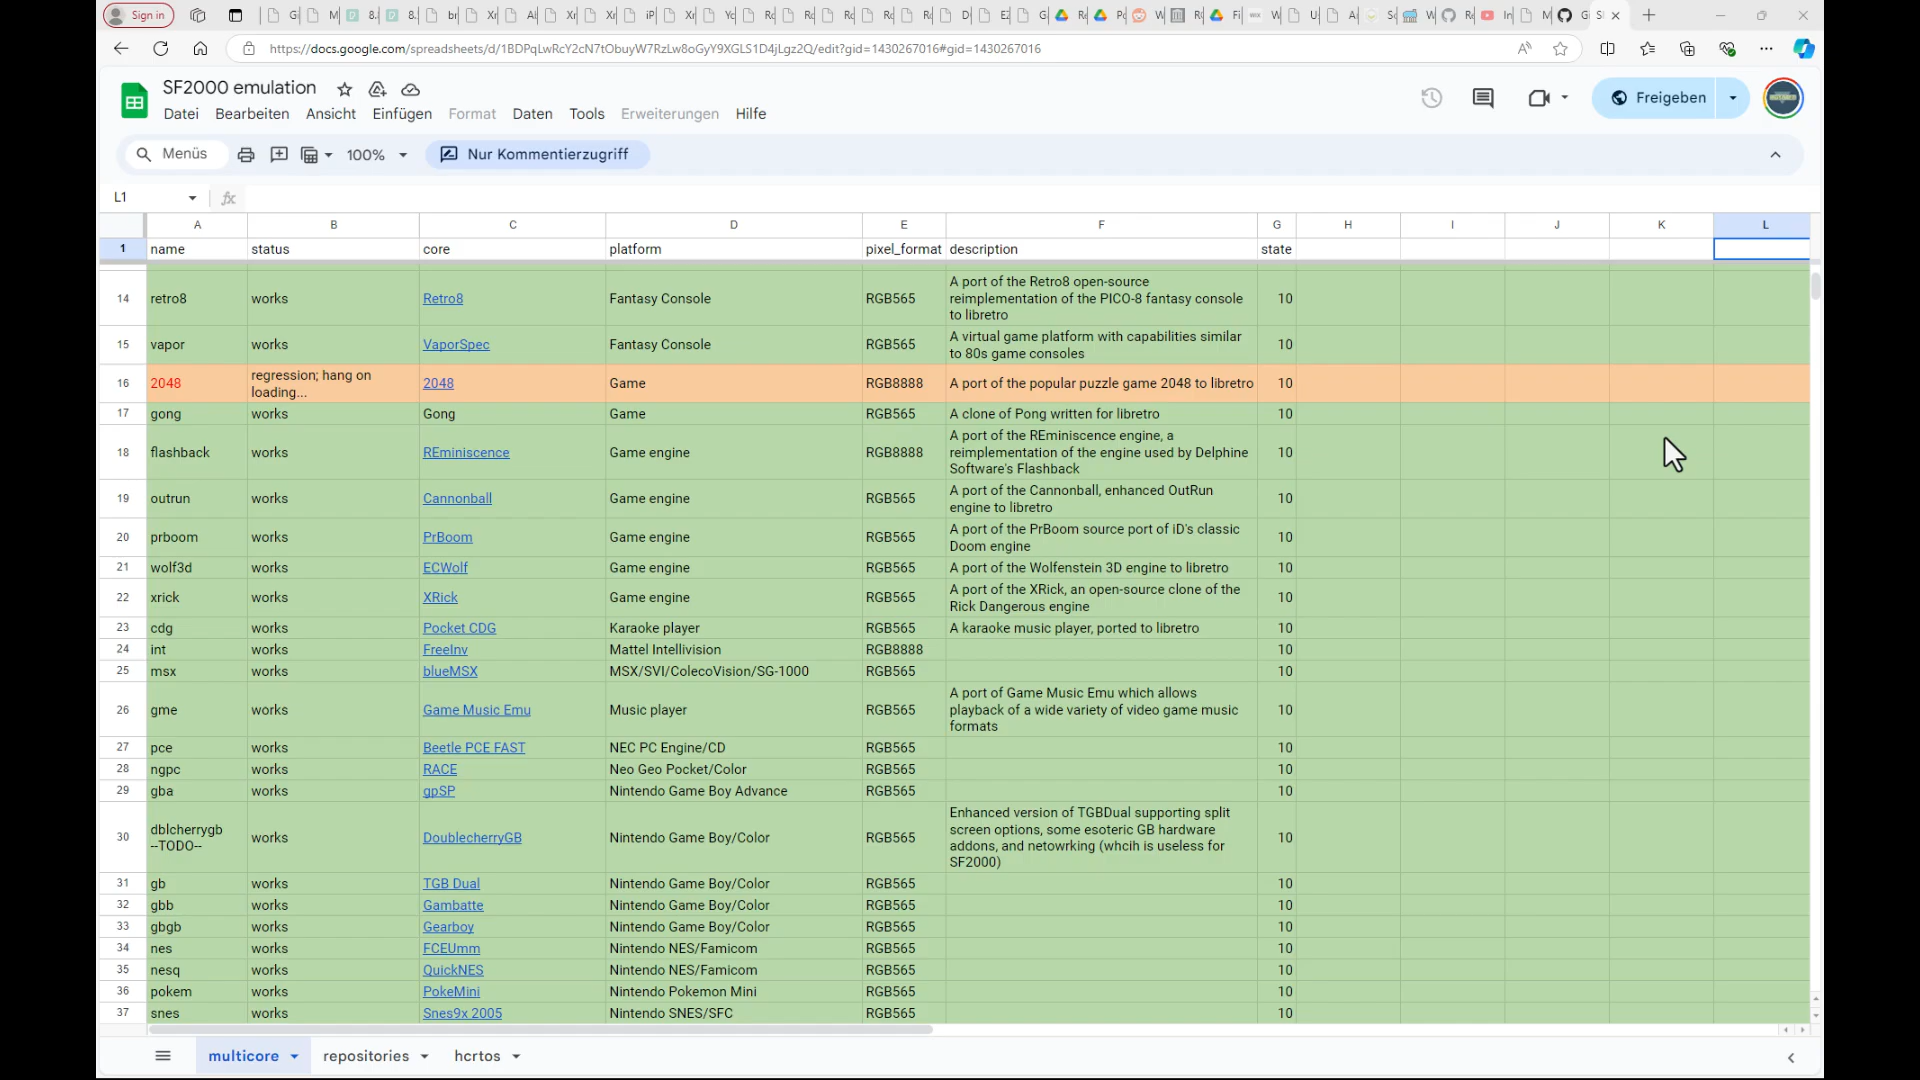 Sign in
https://docs.google.com/spreadsheets/d/1BDPqLwRcY2cN7tObuyW7RzLw8oGyY9XGLS1D4jLgz2Q/edit?gid=1430267016#gid=1430267016
SF2000 emulation
Datei Bearbeiten Ansicht Einfügen Format Daten Tools Erweiterungen Hilfe
Freigeben
Menüs 100% Nur Kommentierzugriff
L1 fx
A B C D E F G H I J K L
1 name status core platform pixel_format description state
14 retro8 works Retro8 Fantasy Console RGB565 A port of the Retro8 open-source
reimplementation of the PICO-8 fantasy console
to libretro 10
15 vapor works VaporSpec Fantasy Console RGB565 A virtual game platform with capabilities similar
to 80s game consoles 10
16 2048 regression; hang on
loading... 2048 Game RGB8888 A port of the popular puzzle game 2048 to libretro 10
17 gong works Gong Game RGB565 A clone of Pong written for libretro 10
18 flashback works REminiscence Game engine RGB8888 A port of the REminiscence engine, a
reimplementation of the engine used by Delphine
Software's Flashback 10
19 outrun works Cannonball Game engine RGB565 A port of the Cannonball, enhanced OutRun
engine to libretro 10
20 prboom works PrBoom Game engine RGB565 A port of the PrBoom source port of iD's classic
Doom engine 10
21 wolf3d works ECWolf Game engine RGB565 A port of the Wolfenstein 3D engine to libretro 10
22 xrick works XRick Game engine RGB565 A port of the XRick, an open-source clone of the
Rick Dangerous engine 10
23 cdg works Pocket CDG Karaoke player RGB565 A karaoke music player, ported to libretro 10
24 int works FreeInv Mattel Intellivision RGB8888 10
25 msx works blueMSX MSX/SVI/ColecoVision/SG-1000 RGB565 10
26 gme works Game Music Emu Music player RGB565 A port of Game Music Emu which allows
playback of a wide variety of video game music
formats 10
27 pce works Beetle PCE FAST NEC PC Engine/CD RGB565 10
28 ngpc works RACE Neo Geo Pocket/Color RGB565 10
29 gba works gpSP Nintendo Game Boy Advance RGB565 10
30 dblcherrygb
--TODO-- works DoublecherryGB Nintendo Game Boy/Color RGB565 Enhanced version of TGBDual supporting split
screen options, some esoteric GB hardware
addons, and netowrking (whcih is useless for
SF2000) 10
31 gb works TGB Dual Nintendo Game Boy/Color RGB565 10
32 gbb works Gambatte Nintendo Game Boy/Color RGB565 10
33 gbgb works Gearboy Nintendo Game Boy/Color RGB565 10
34 nes works FCEUmm Nintendo NES/Famicom RGB565 10
35 nesq works QuickNES Nintendo NES/Famicom RGB565 10
36 pokem works PokeMini Nintendo Pokemon Mini RGB565 10
37 snes works Snes9x 2005 Nintendo SNES/SFC RGB565 10
multicore repositories hcrtos